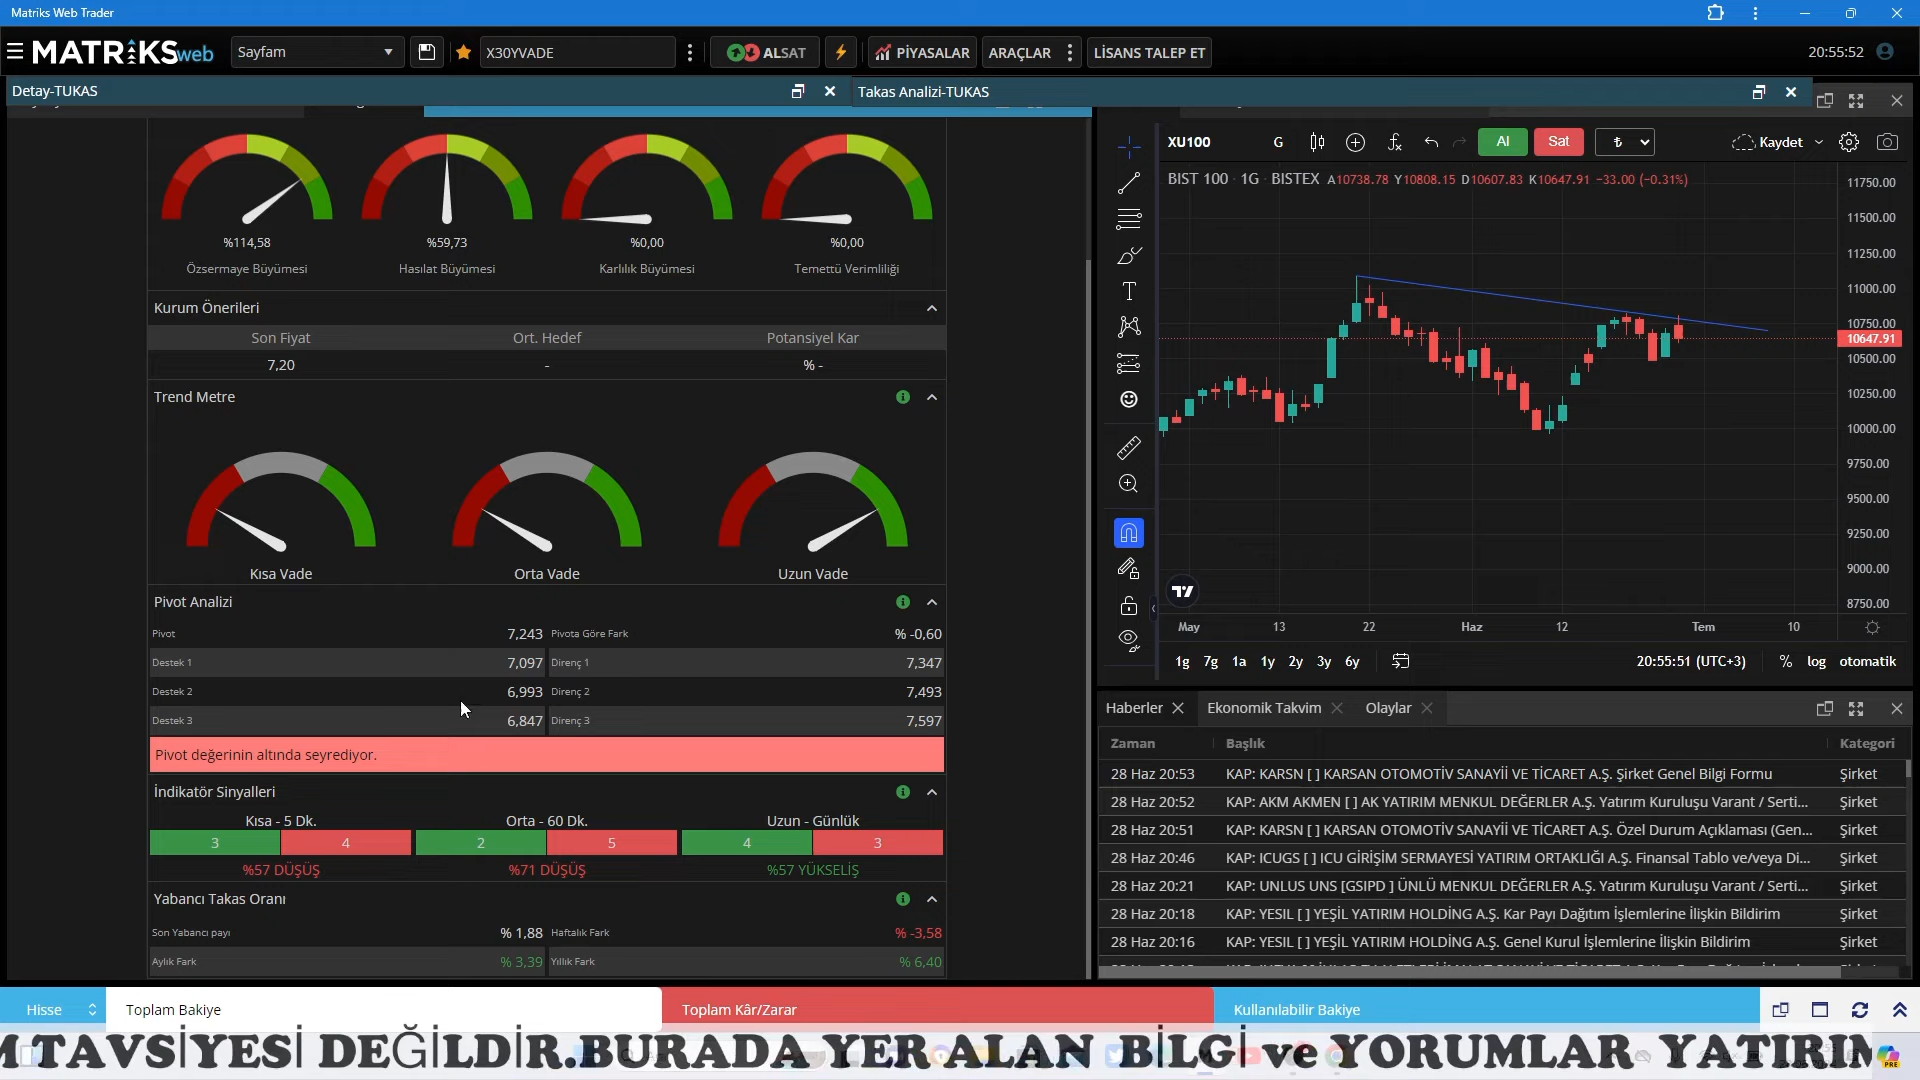 Matriks Web Trader
MATRİKSweb
Sayfam
X30YVADE
ALSAT
PİYASALAR
ARAÇLAR
LİSANS TALEP ET
20:55:52
Detay-TUKAS
Takas Analizi-TUKAS
%114,58
%59,73
%0,00
%0,00
Özsermaye Büyümesi
Hasılat Büyümesi
Karlılık Büyümesi
Temettü Verimliliği
Kurum Önerileri
Son Fiyat
Ort. Hedef
Potansiyel Kar
7,20
-
% -
Trend Metre
Kısa Vade
Orta Vade
Uzun Vade
Pivot Analizi
Pivot 7,243 Pivota Göre Fark % -0,60
Destek 1 7,097 Direnç 1 7,347
Destek 2 6,993 Direnç 2 7,493
Destek 3 6,847 Direnç 3 7,597
Pivot değerinin altında seyrediyor.
İndikatör Sinyalleri
Kısa - 5 Dk.
Orta - 60 Dk.
Uzun - Günlük
3 4 2 5 4 3
%57 DÜŞÜŞ
%71 DÜŞÜŞ
%57 YÜKSELİŞ
Yabancı Takas Oranı
Son Yabancı payı % 1,88 Haftalık Fark % -3,58
Aylık Fark % 3,39 Yıllık Fark % 6,40
XU100
G
Al
Sat
₺
Kaydet
BIST 100 · 1G · BISTEX A10738.78 Y10808.15 D10607.83 K10647.91 −33.00 (−0.31%)
11750.00
11500.00
11250.00
11000.00
10750.00
10647.91
10500.00
10250.00
10000.00
9750.00
9500.00
9250.00
9000.00
8750.00
May 13 22 Haz 12 Tem 10
1g 7g 1a 1y 2y 3y 6y
20:55:51 (UTC+3)
% log otomatik
Haberler
Ekonomik Takvim
Olaylar
Zaman Başlık Kategori
28 Haz 20:53 KAP: KARSN [ ] KARSAN OTOMOTİV SANAYİİ VE TİCARET A.Ş. Şirket Genel Bilgi Formu Şirket
28 Haz 20:52 KAP: AKM AKMEN [ ] AK YATIRIM MENKUL DEĞERLER A.Ş. Yatırım Kuruluşu Varant / Serti... Şirket
28 Haz 20:51 KAP: KARSN [ ] KARSAN OTOMOTİV SANAYİİ VE TİCARET A.Ş. Özel Durum Açıklaması (Gen... Şirket
28 Haz 20:46 KAP: ICUGS [ ] ICU GİRİŞİM SERMAYESİ YATIRIM ORTAKLIĞI A.Ş. Finansal Tablo ve/veya Di... Şirket
28 Haz 20:21 KAP: UNLUS UNS [GSIPD ] ÜNLÜ MENKUL DEĞERLER A.Ş. Yatırım Kuruluşu Varant / Serti... Şirket
28 Haz 20:18 KAP: YESIL [ ] YEŞİL YATIRIM HOLDİNG A.Ş. Kar Payı Dağıtım İşlemlerine İlişkin Bildirim Şirket
28 Haz 20:16 KAP: YESIL [ ] YEŞİL YATIRIM HOLDİNG A.Ş. Genel Kurul İşlemlerine İlişkin Bildirim Şirket
Hisse
Toplam Bakiye
Toplam Kâr/Zarar
Kullanılabilir Bakiye
M TAVSİYESİ DEĞİLDİR.BURADA YER ALAN BİLGİ ve YORUMLAR YATIRIM